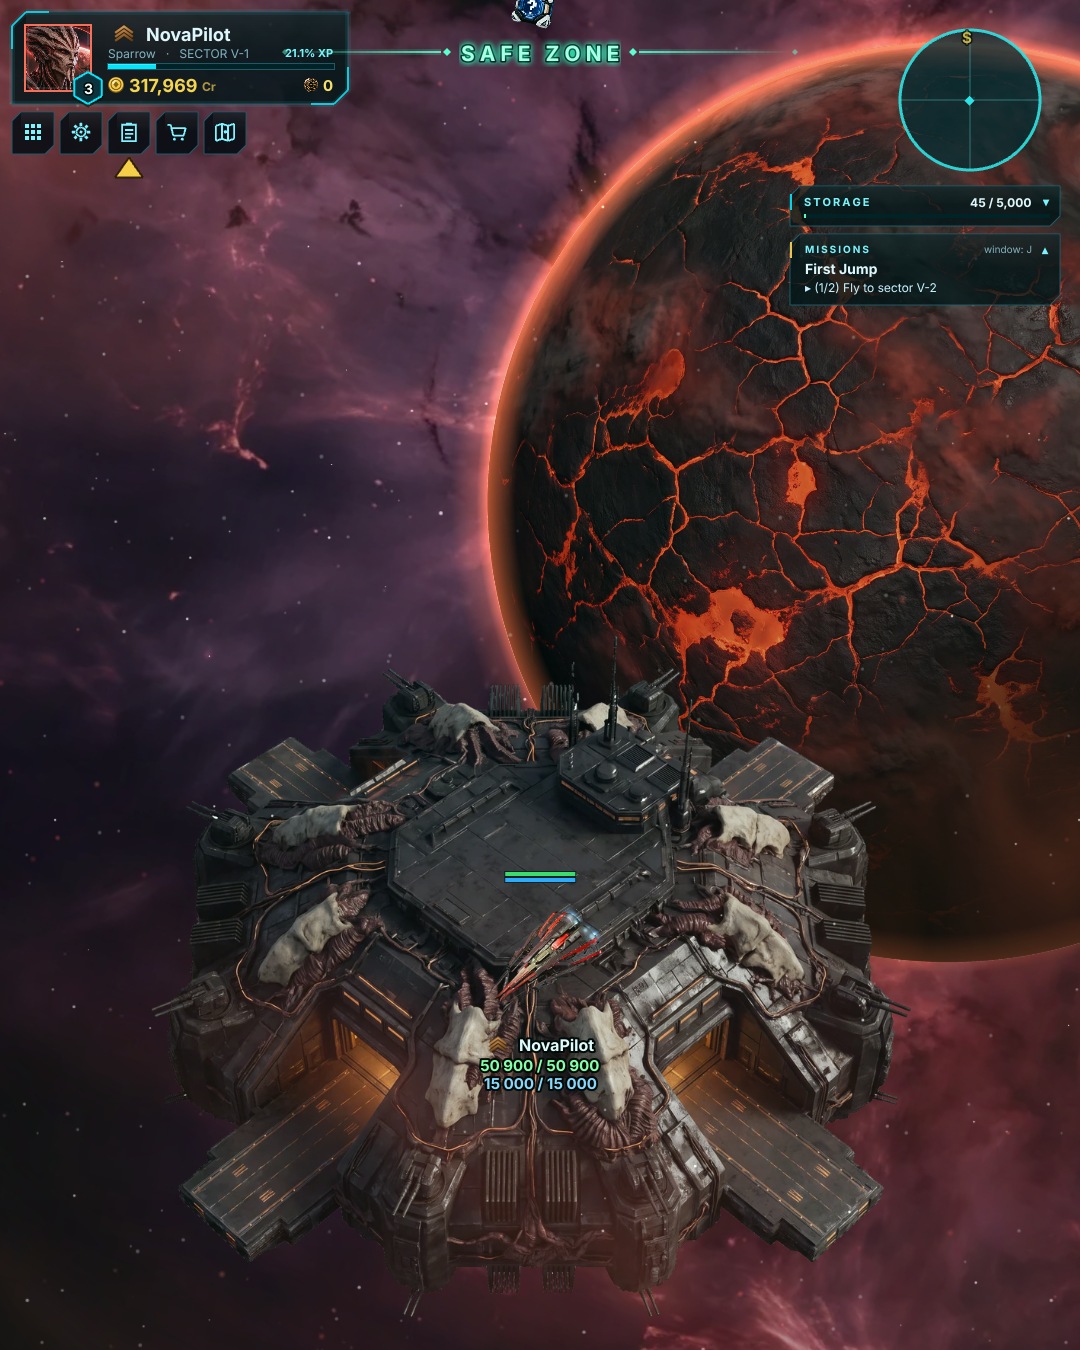 NovaPilot
Sparrow · SECTOR V-1 21.1% XP
3
317,969 Cr 0
SAFE ZONE
?
$
STORAGE 45 / 5,000 ▼
MISSIONS window: J ▲
First Jump
▸ (1/2) Fly to sector V-2
NovaPilot
50 900 / 50 900
15 000 / 15 000